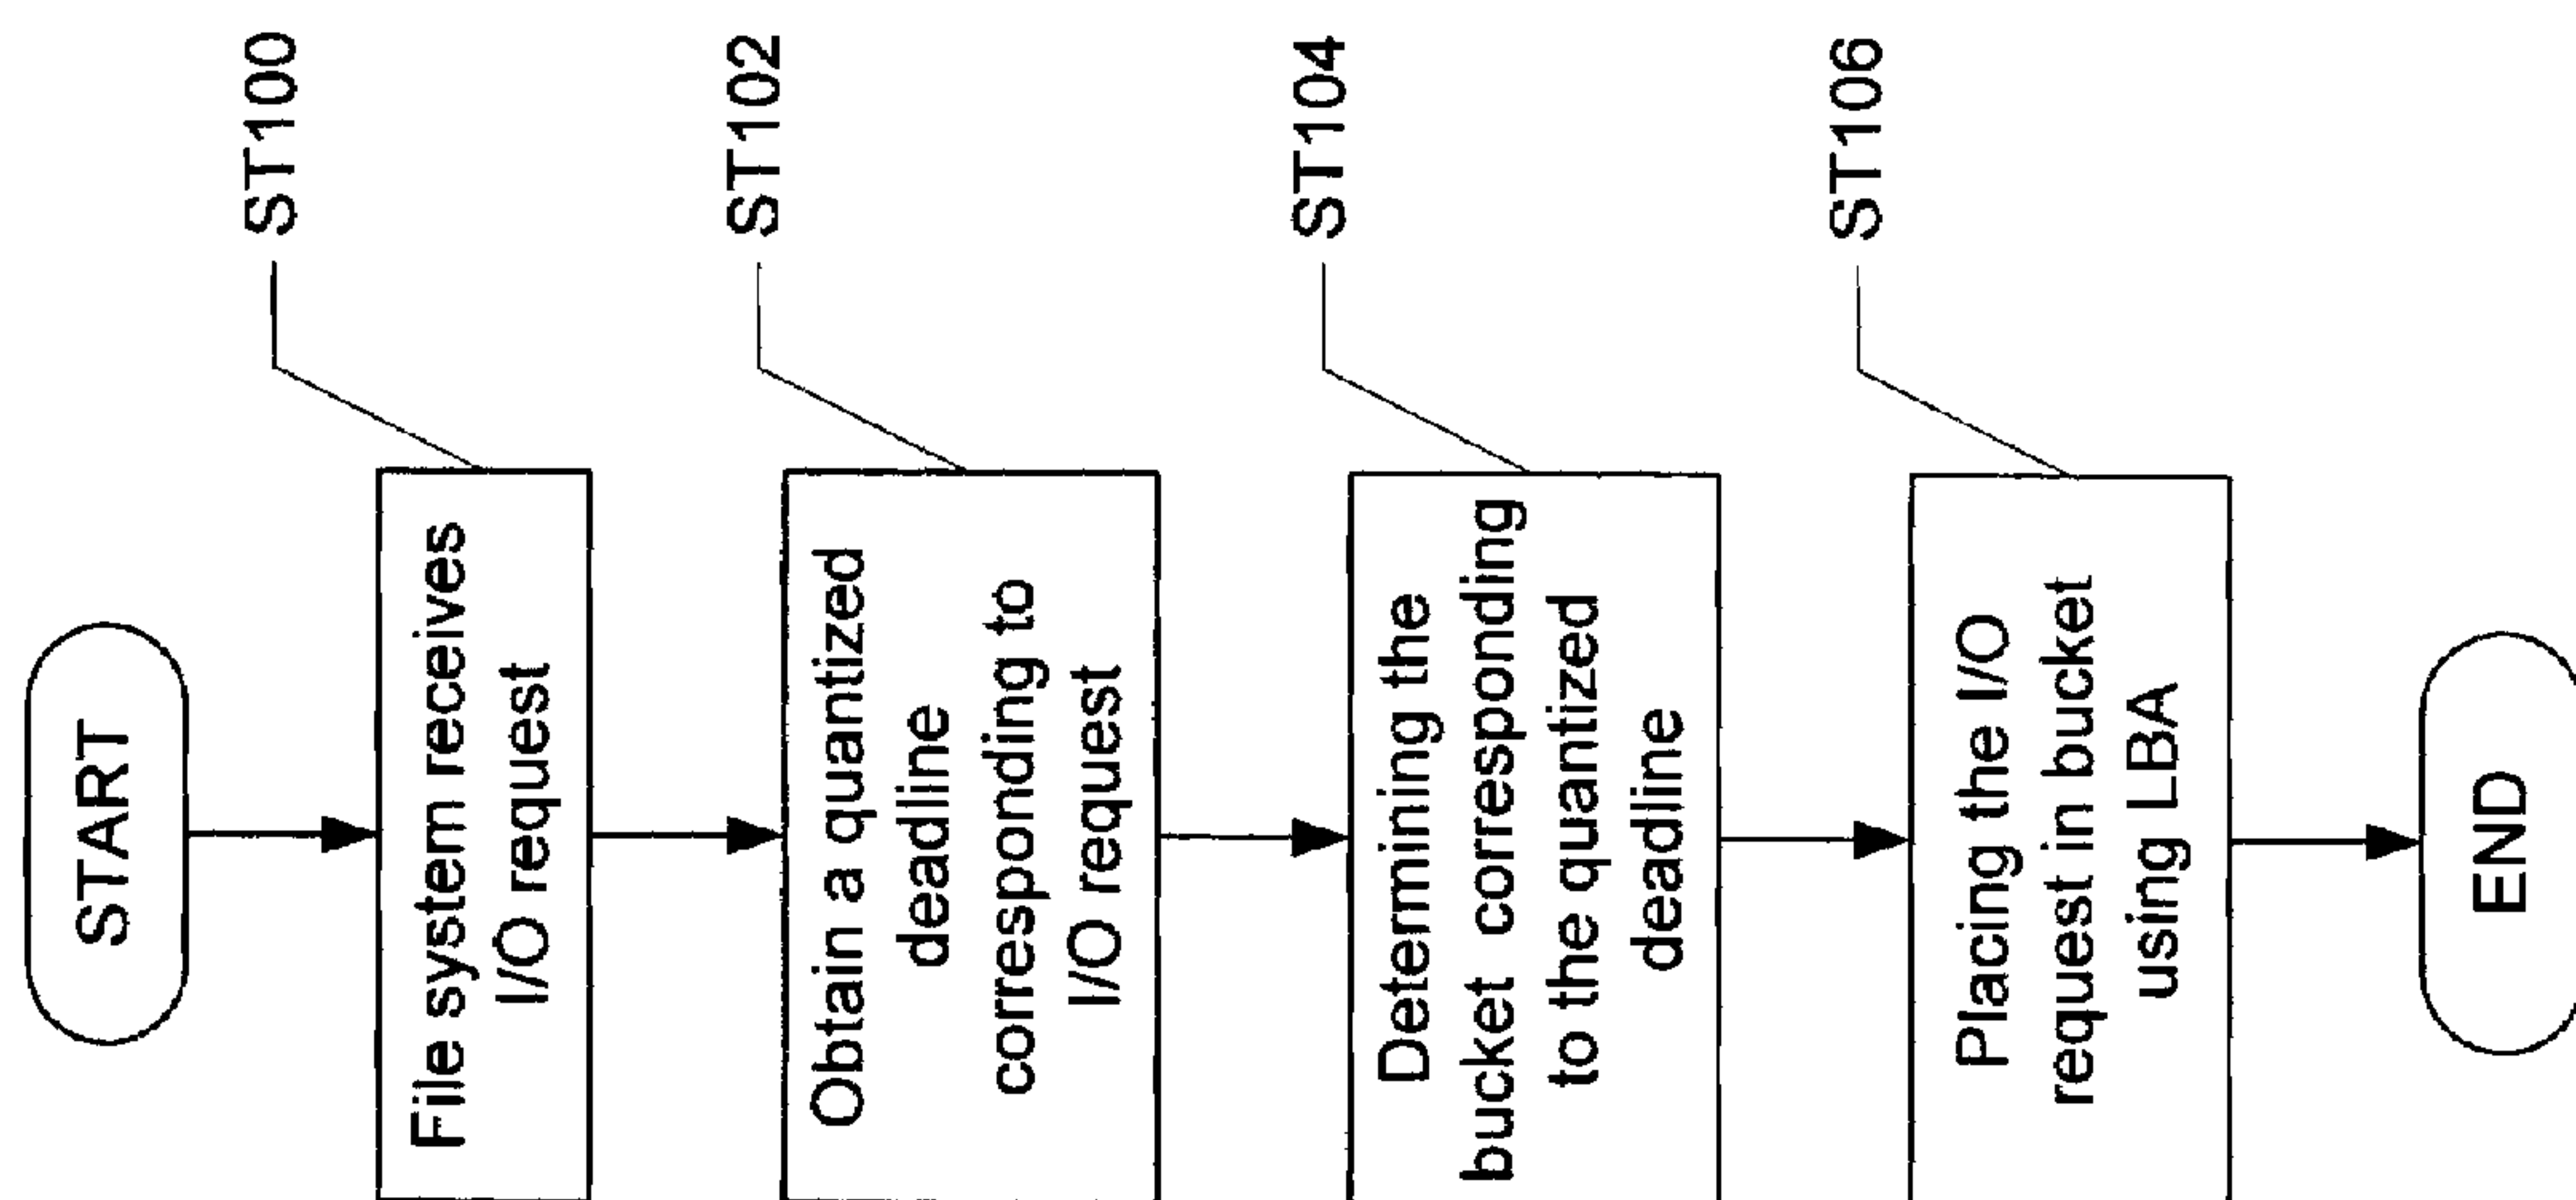 START
File system receives
I/O request
ST100
Obtain a quantized
deadline
corresponding to
I/O request
ST102
Determining the
bucket corresponding
to the quantized
deadline
ST104
Placing the I/O
request in bucket
using LBA
ST106
END